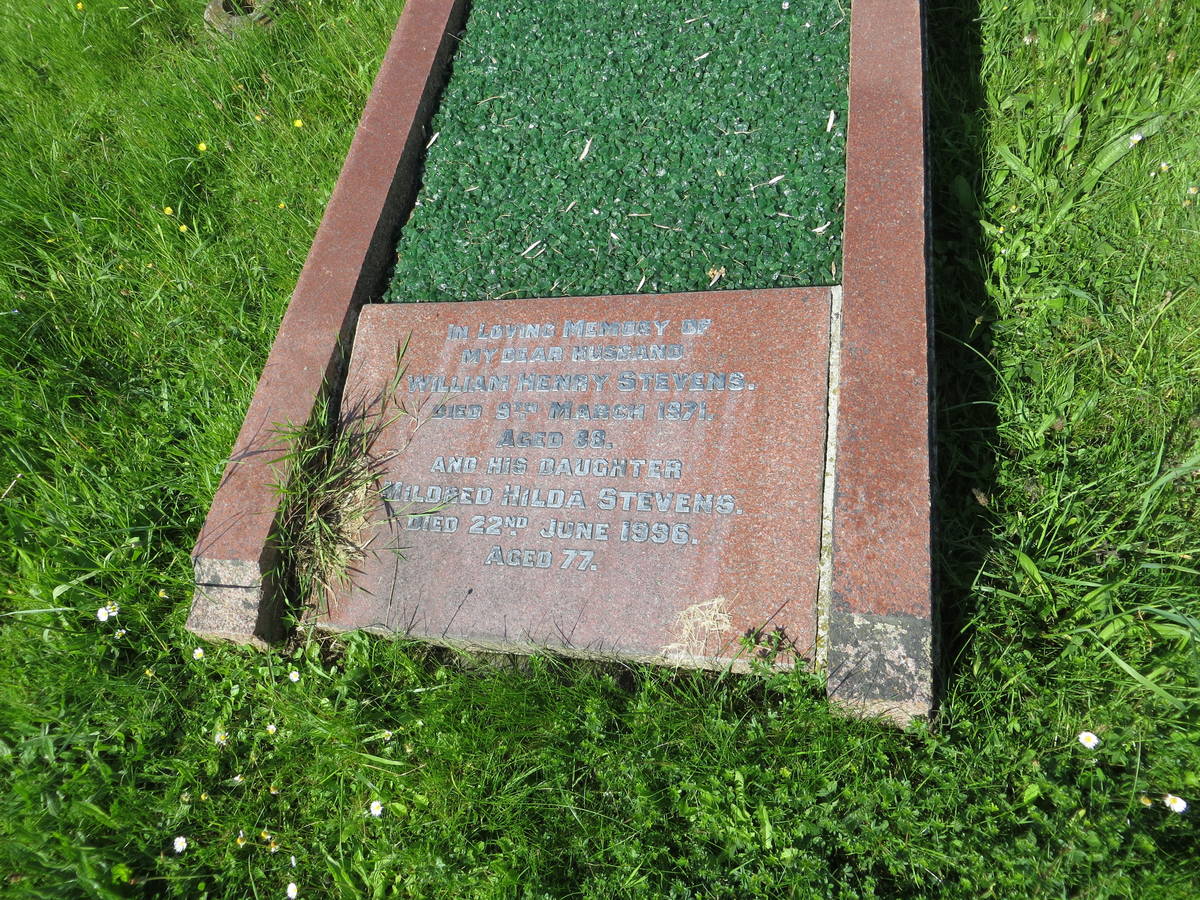 IN LOVING MEMORY OF
MY DEAR HUSBAND
WILLIAM HENRY STEVENS.
DIED 9TH MARCH 1971.
AGED 88.
AND HIS DAUGHTER
MILDRED HILDA STEVENS.
DIED 22ND JUNE 1996.
AGED 77.